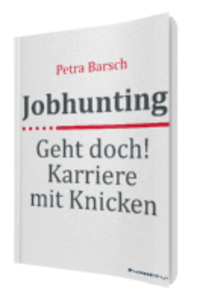 Petra Barsch
Jobhunting
Geht doch!
Karriere
mit Knicken